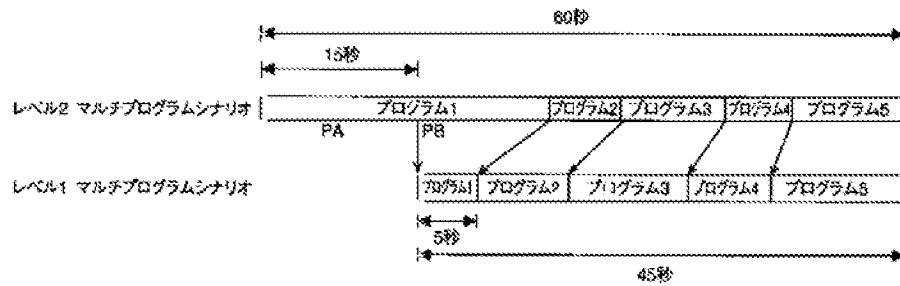 60秒
15秒
レベル2 マルチプログラムシナリオ プログラム1 プログラム2 プログラム3 プログラム4 プログラム5
PA PB
レベル1 マルチプログラムシナリオ プログラム1 プログラム2 プログラム3 プログラム4 プログラム5
5秒
45秒